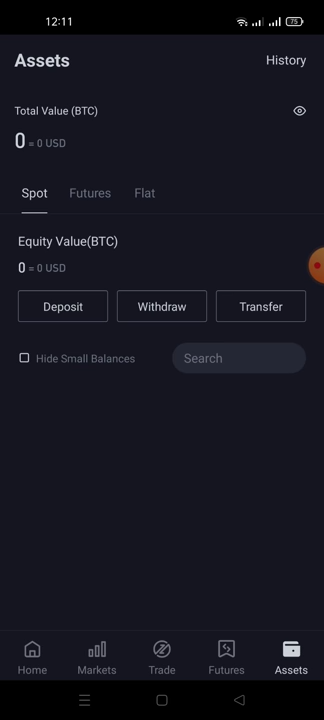 12:11
75
Assets
History
Total Value (BTC)
0 = 0 USD
Spot Futures Flat
Equity Value(BTC)
0 = 0 USD
Deposit Withdraw Transfer
Hide Small Balances Search
Home Markets Trade Futures Assets